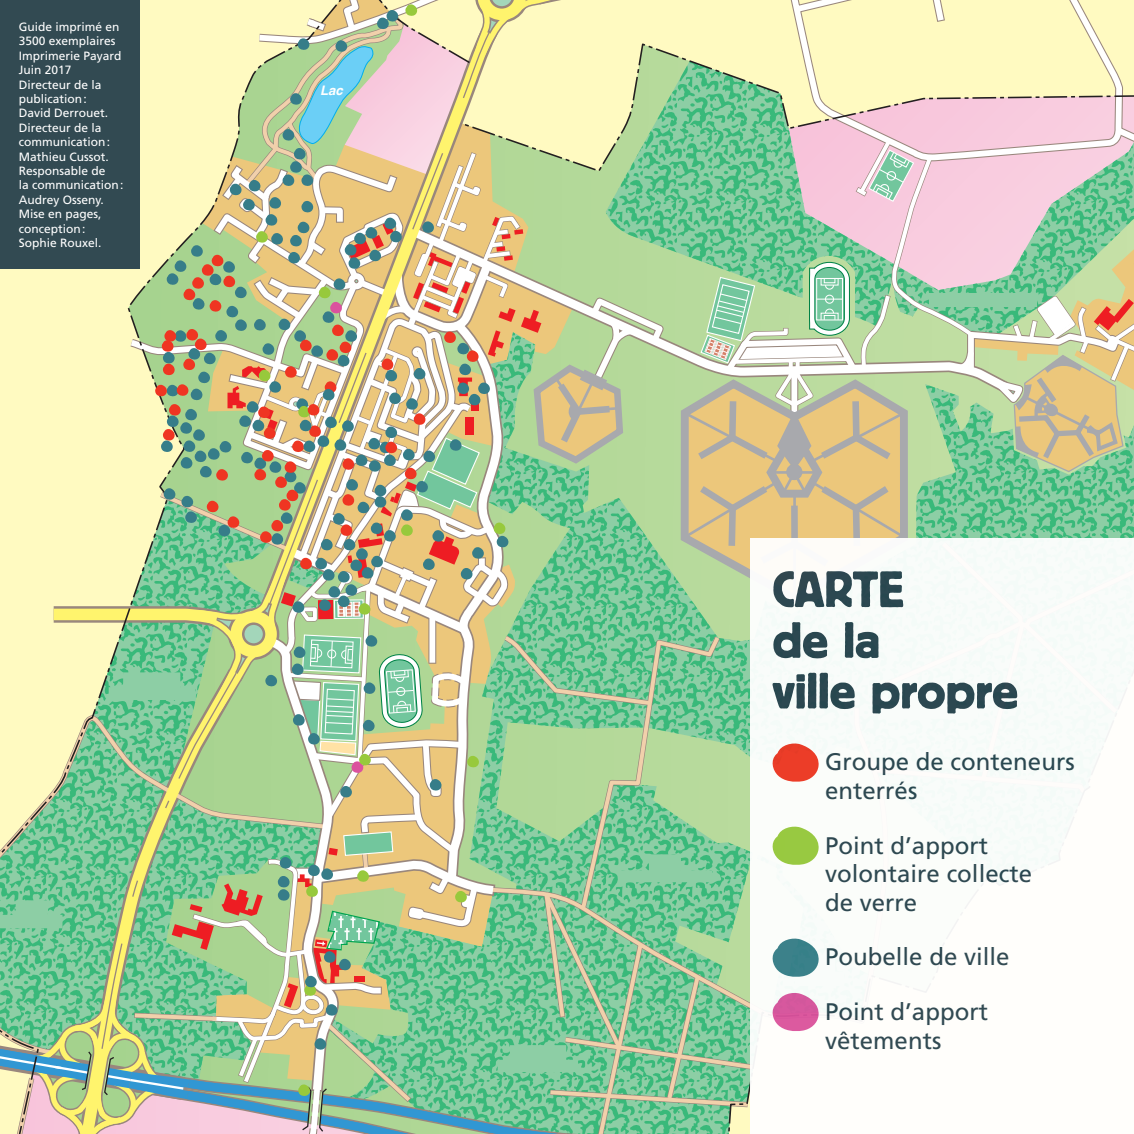 Guide imprimé en
3500 exemplaires
Imprimerie Payard
Juin 2017
Directeur de la
publication :
David Derrouet.
Directeur de la
communication :
Mathieu Cussot.
Responsable de
la communication :
Audrey Osseny.
Mise en pages,
conception :
Sophie Rouxel.
Lac
CARTE
de la
ville propre
Groupe de conteneurs
enterrés
Point d’apport
volontaire collecte
de verre
Poubelle de ville
Point d’apport
vêtements